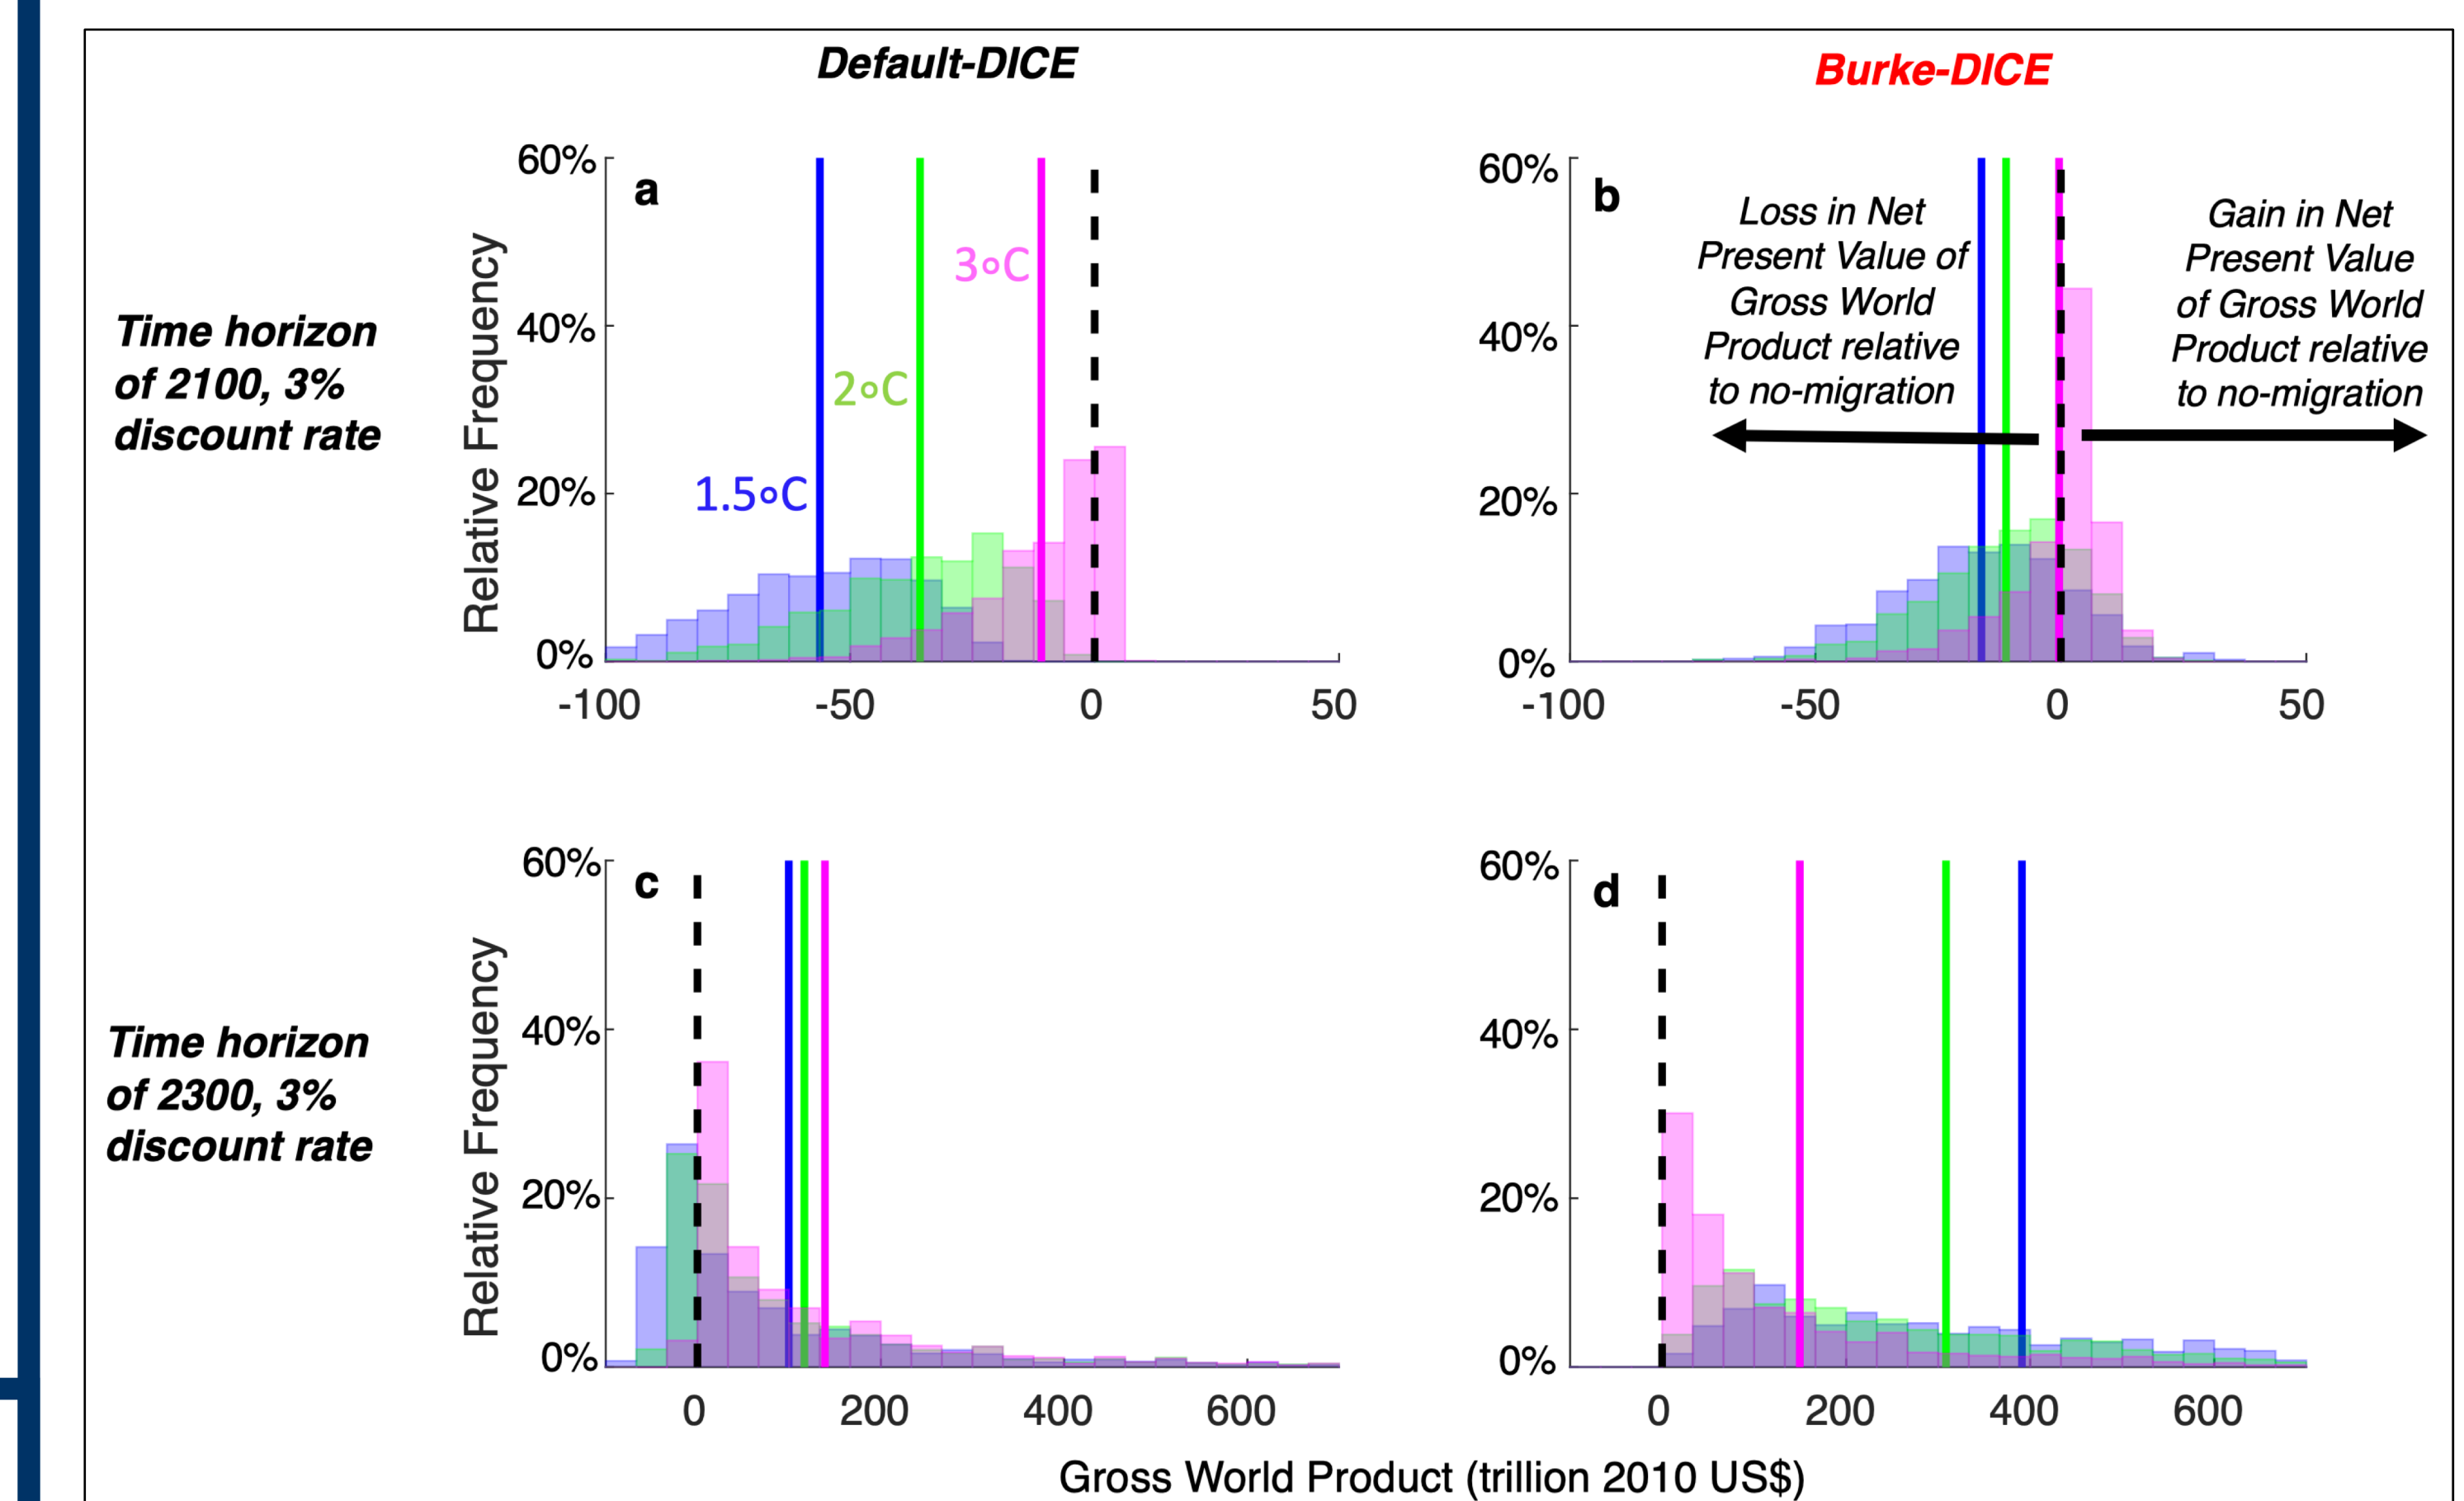 Default-DICE
Burke-DICE
Time horizon
of 2100, 3%
discount rate
Relative Frequency
60%
40%
20%
0%
a
1.5∘C
2∘C
3∘C
-100
-50
0
50
60%
40%
20%
0%
b
Loss in Net
Present Value of
Gross World
Product relative
to no-migration
Gain in Net
Present Value
of Gross World
Product relative
to no-migration
-100
-50
0
50
Time horizon
of 2300, 3%
discount rate
Relative Frequency
60%
40%
20%
0%
c
0
200
400
600
60%
40%
20%
0%
d
0
200
400
600
Gross World Product (trillion 2010 US$)